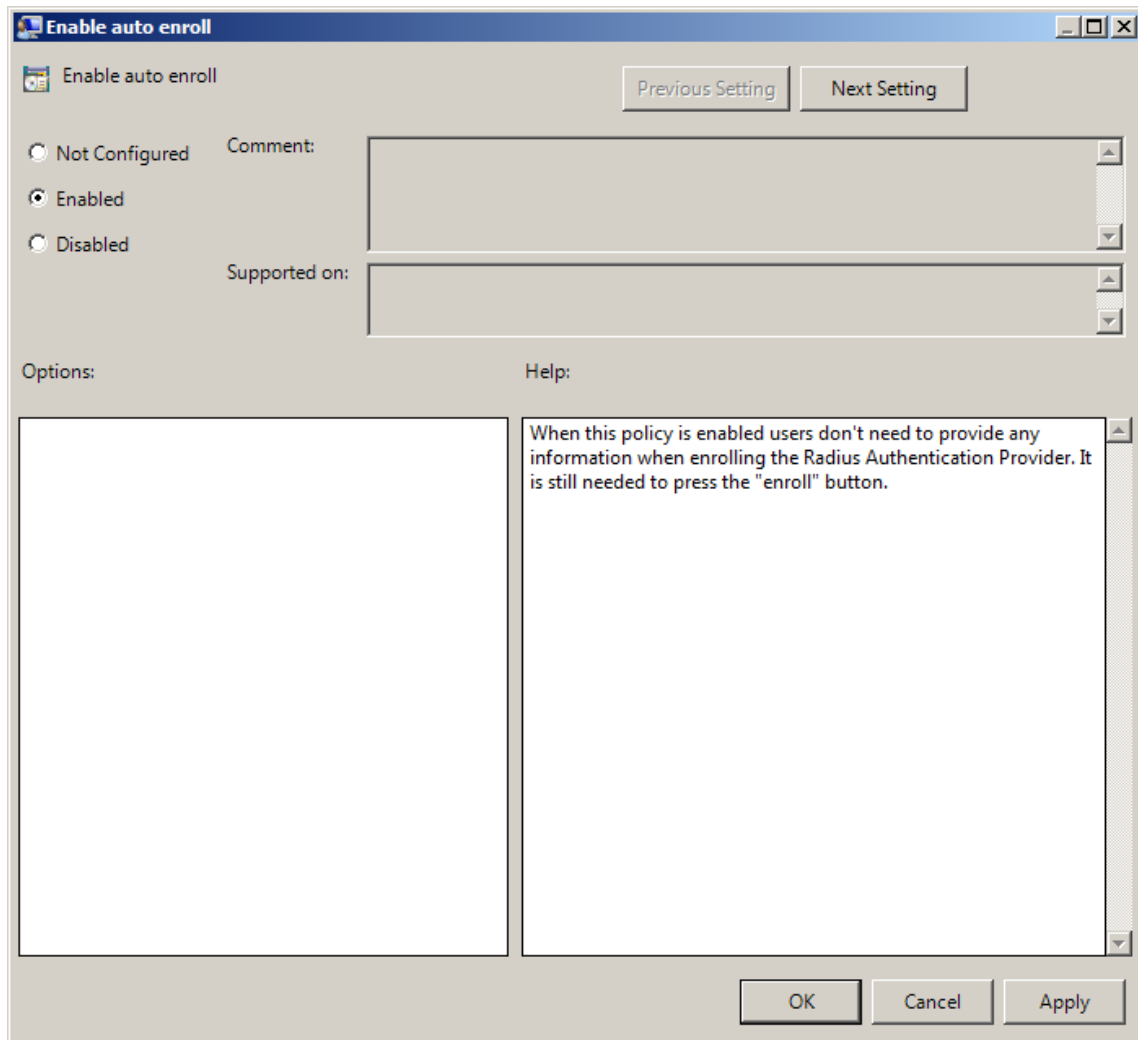 Enable auto enroll
Enable auto enroll
Previous Setting
Next Setting
Not Configured
Comment:
Enabled
Disabled
Supported on:
Options:
Help:
When this policy is enabled users don't need to provide any
information when enrolling the Radius Authentication Provider. It
is still needed to press the "enroll" button.
OK
Cancel
Apply